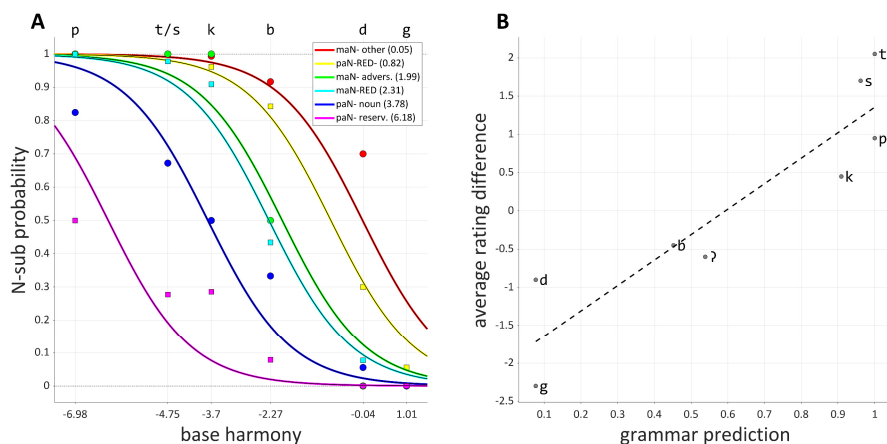 A
p t/s k b d g
N-sub probability
1
0.9
0.8
0.7
0.6
0.5
0.4
0.3
0.2
0.1
0
maN- other (0.05)
paN-RED- (0.82)
maN- advers. (1.99)
maN-RED (2.31)
paN- noun (3.78)
paN- reserv. (6.18)
-6.98 -4.75 -3.7 -2.27 -0.04 1.01
base harmony
B
average rating difference
2
1.5
1
0.5
0
-0.5
-1
-1.5
-2
-2.5
t
s
p
k
b
ʔ
d
g
0.1 0.2 0.3 0.4 0.5 0.6 0.7 0.8 0.9 1
grammar prediction